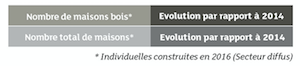 Nombre de maisons bois* Evolution par rapport à 2014
Nombre total de maisons* Evolution par rapport à 2014
* Individuelles construites en 2016 (Secteur diffus)